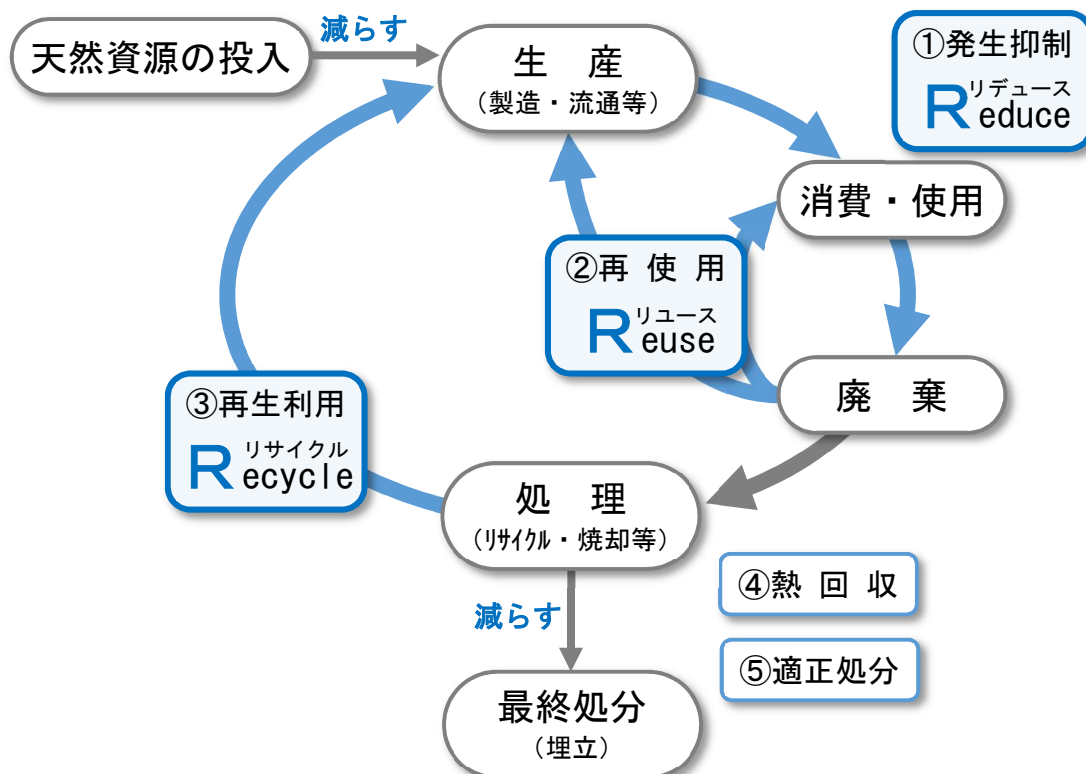 天然資源の投入
減らす
生　産
（製造・流通等）
①発生抑制
リデュース
Reduce
消費・使用
②再 使 用
リユース
Reuse
廃　棄
③再生利用
リサイクル
Recycle
処　理
（ﾘｻｲｸﾙ・焼却等）
④熱 回 収
減らす
⑤適正処分
最終処分
（埋立）